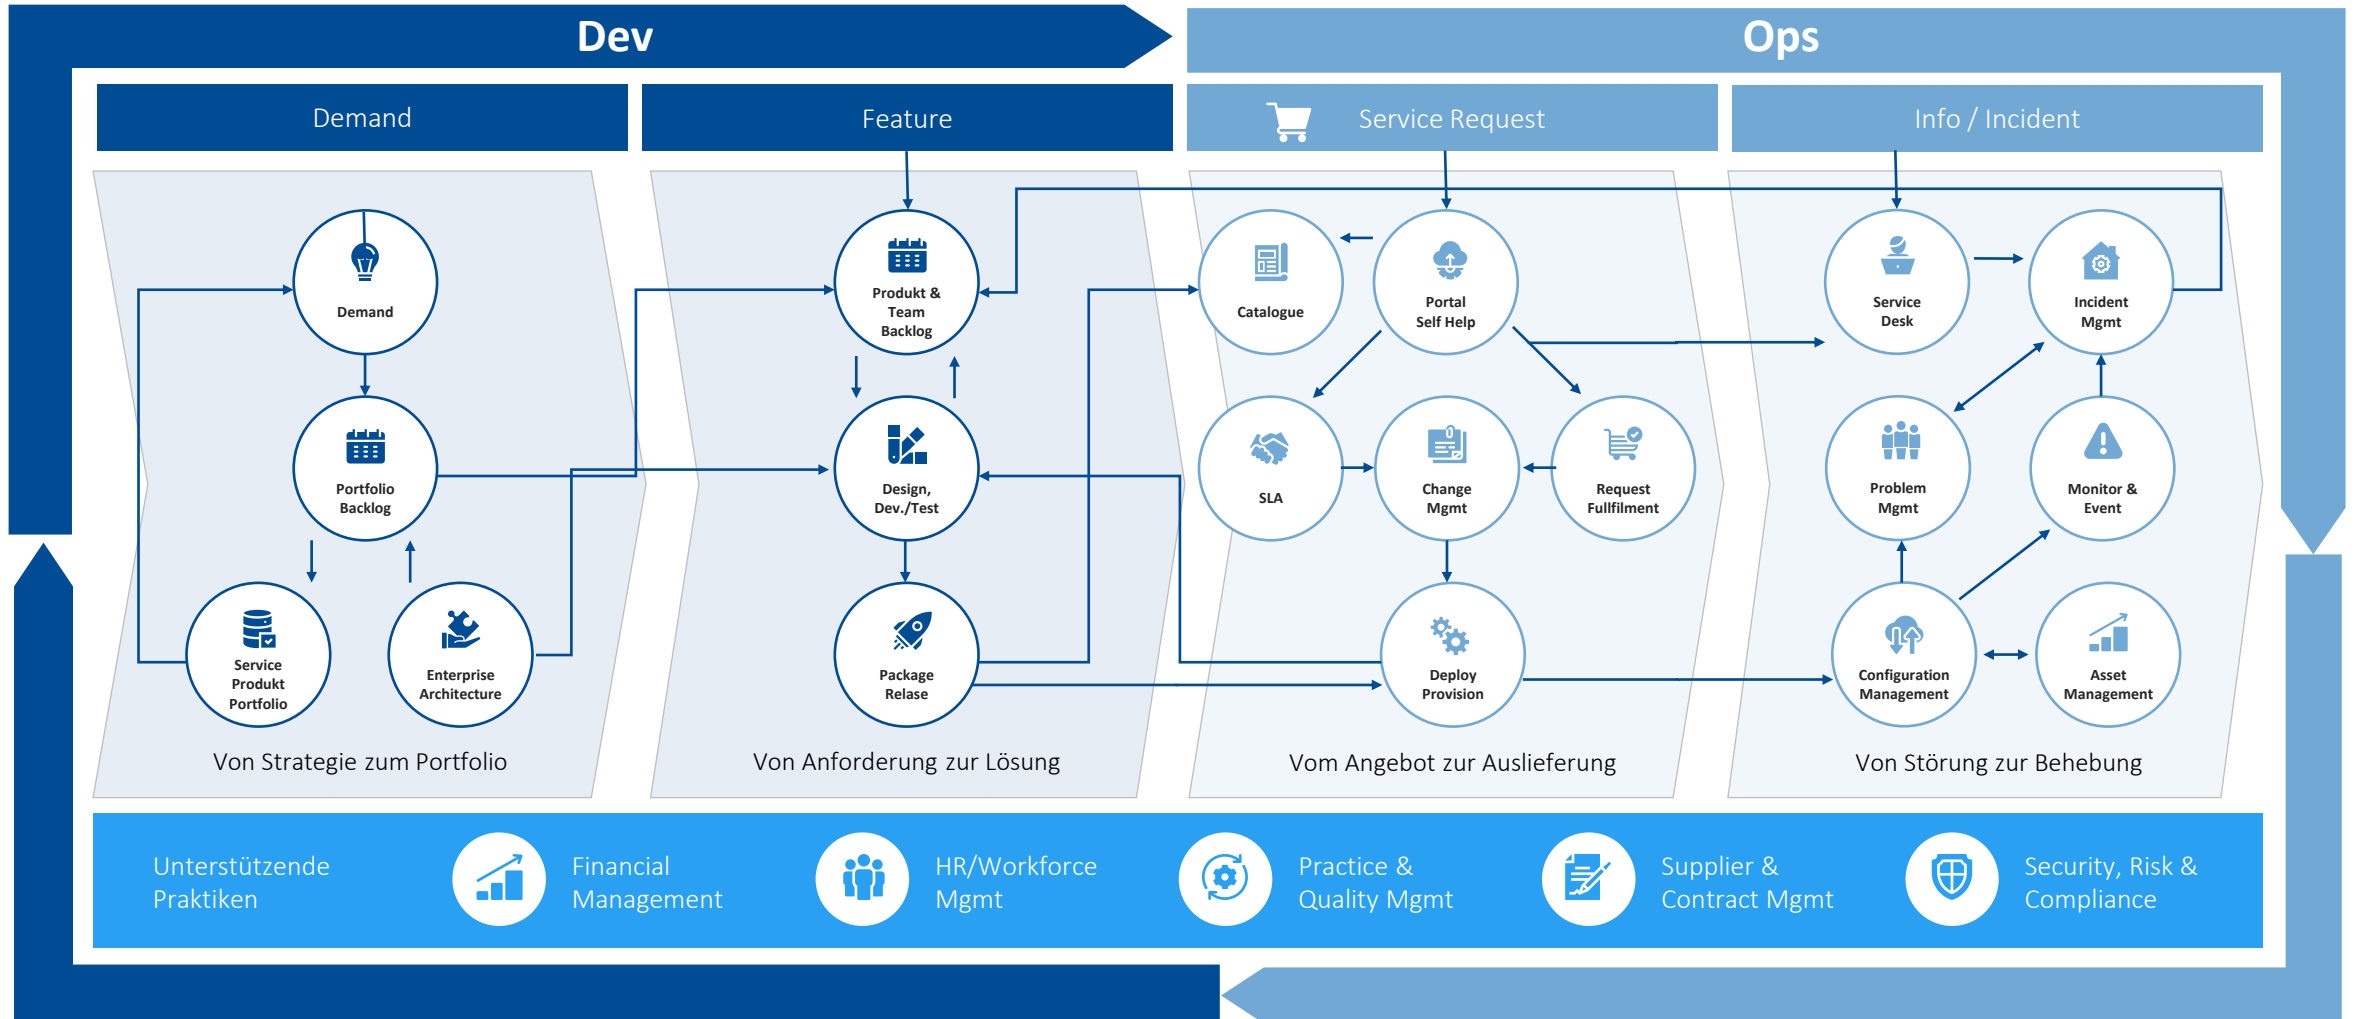 Dev
Ops
Demand
Feature
Service Request
Info / Incident
Demand
Portfolio
Backlog
Service
Produkt
Portfolio
Enterprise
Architecture
Von Strategie zum Portfolio
Produkt &
Team
Backlog
Design,
Dev./Test
Package
Relase
Von Anforderung zur Lösung
Catalogue
Portal
Self Help
SLA
Change
Mgmt
Request
Fullfilment
Deploy
Provision
Vom Angebot zur Auslieferung
Service
Desk
Incident
Mgmt
Problem
Mgmt
Monitor &
Event
Configuration
Management
Asset
Management
Von Störung zur Behebung
Unterstützende
Praktiken
Financial
Management
HR/Workforce
Mgmt
Practice &
Quality Mgmt
Supplier &
Contract Mgmt
Security, Risk &
Compliance